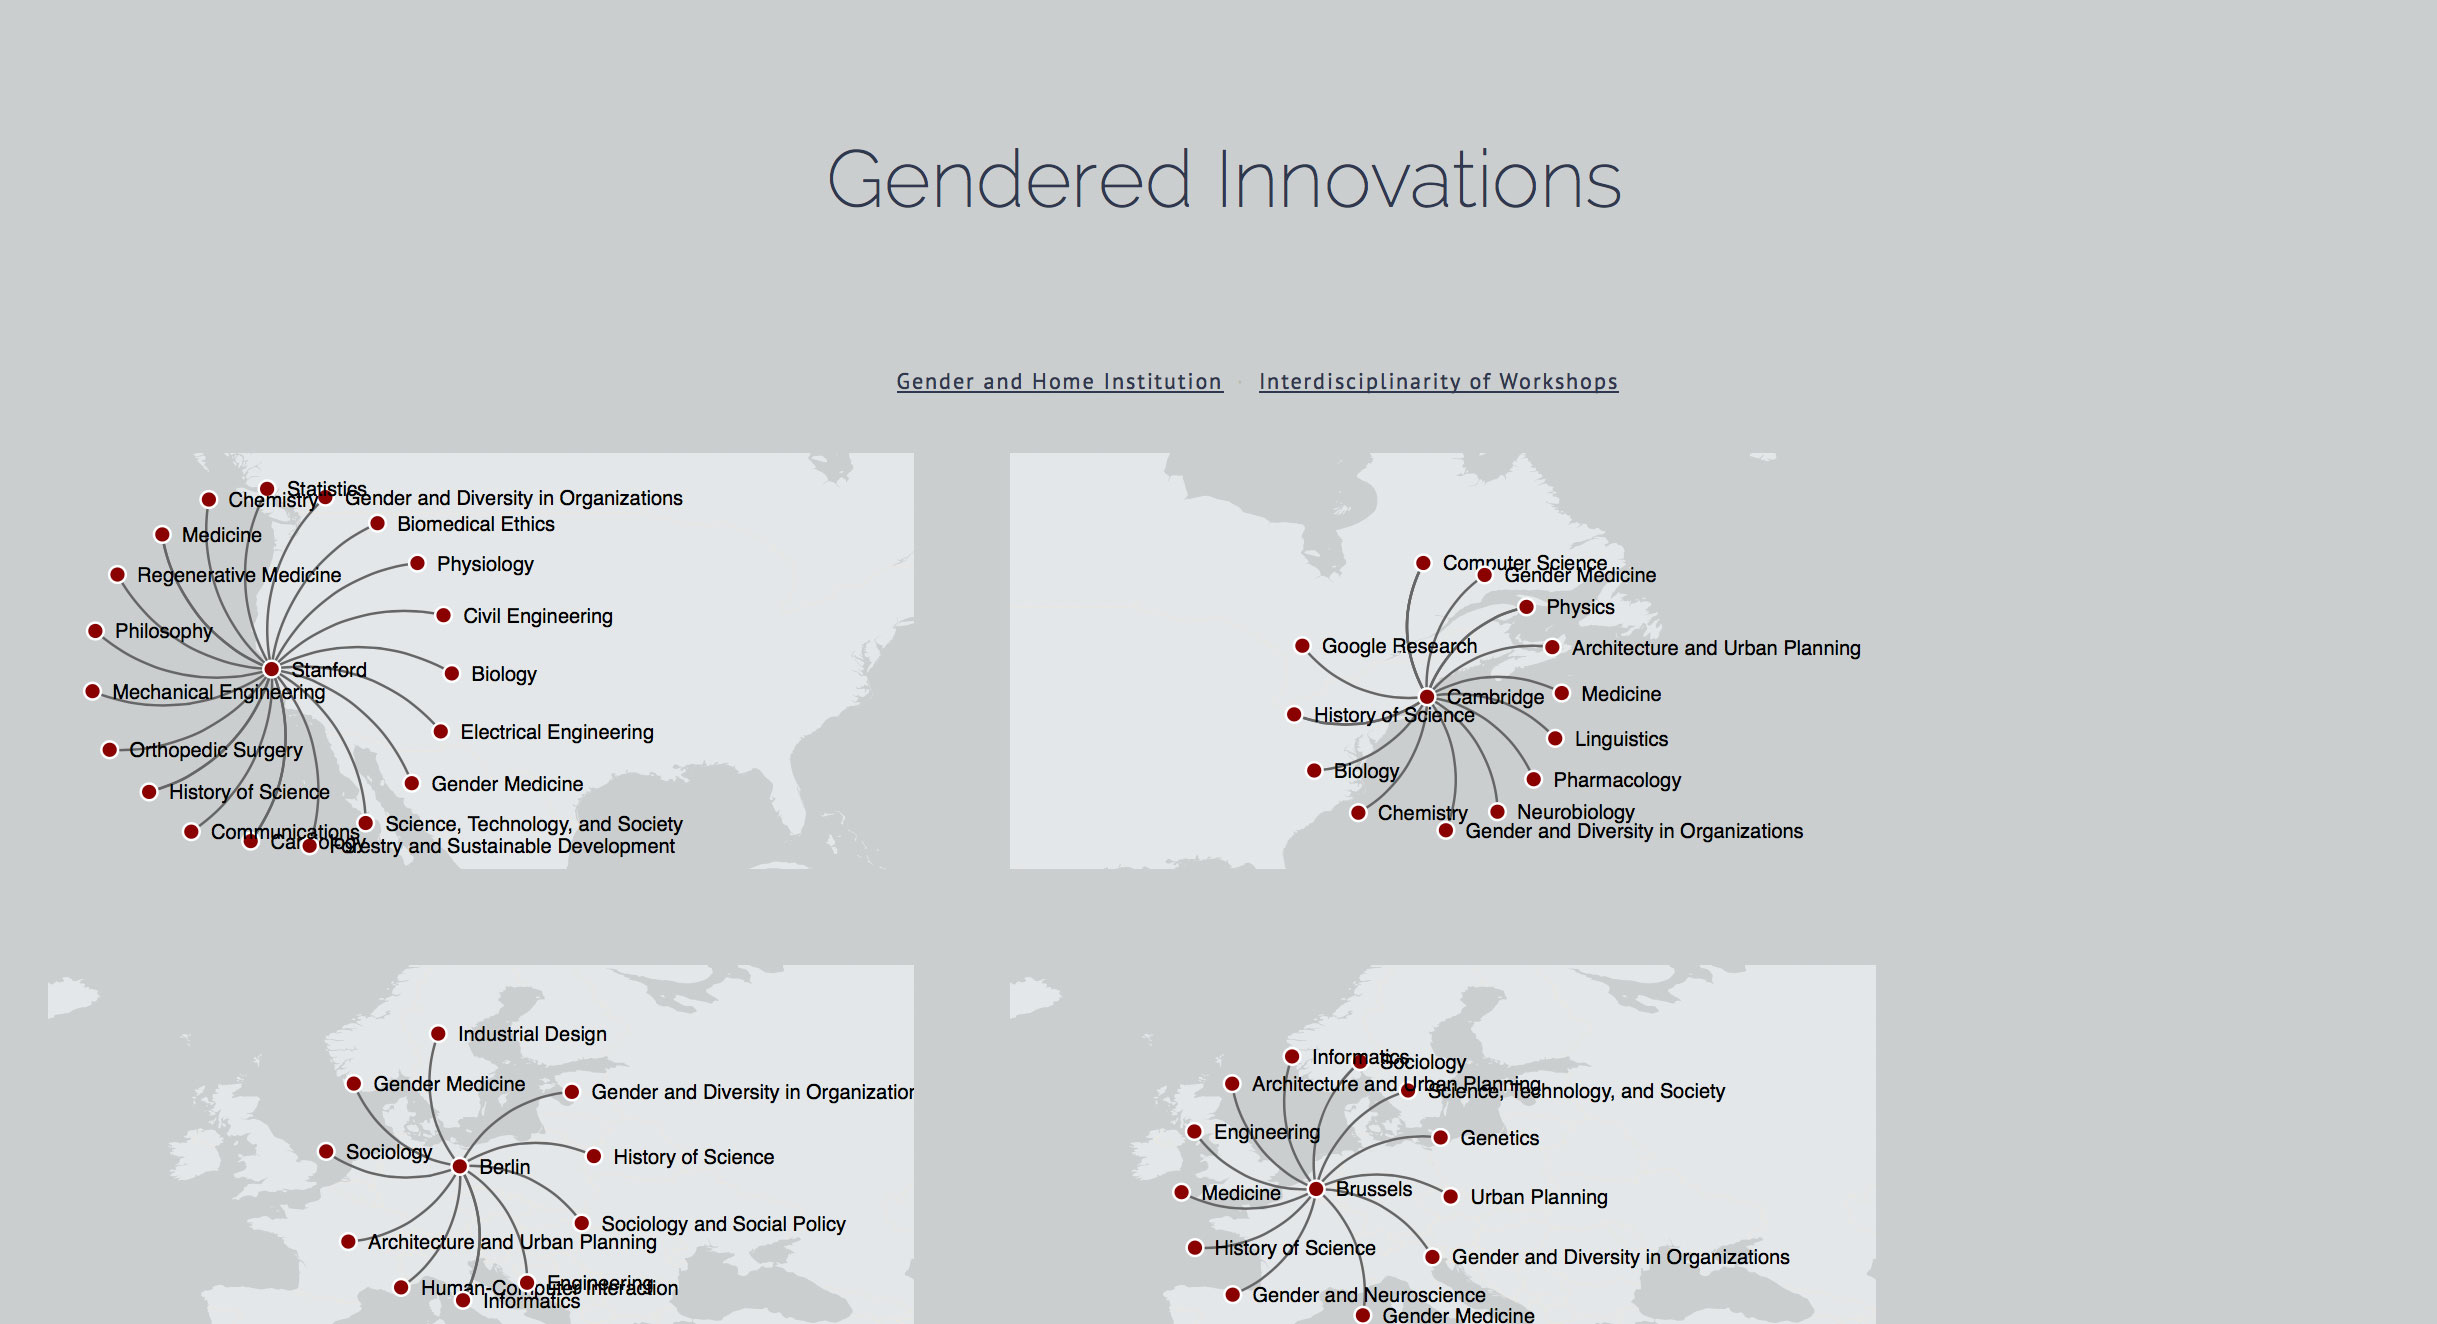 Gendered Innovations
Gender and Home Institution · Interdisciplinarity of Workshops
Statistics
Chemistry
Gender and Diversity in Organizations
Biomedical Ethics
Medicine
Physiology
Regenerative Medicine
Civil Engineering
Philosophy
Stanford
Biology
Mechanical Engineering
Electrical Engineering
Orthopedic Surgery
Gender Medicine
History of Science
Science, Technology, and Society
Communications
Cardiology
Forestry and Sustainable Development
Computer Science
Gender Medicine
Physics
Google Research
Architecture and Urban Planning
Medicine
Cambridge
History of Science
Linguistics
Biology
Pharmacology
Chemistry
Neurobiology
Gender and Diversity in Organizations
Industrial Design
Gender Medicine
Gender and Diversity in Organization
Sociology
History of Science
Berlin
Sociology and Social Policy
Architecture and Urban Planning
Engineering
Human-Computer Interaction
Informatics
Informatics
Sociology
Architecture and Urban Planning
Science, Technology, and Society
Engineering
Genetics
Brussels
Medicine
Urban Planning
History of Science
Gender and Diversity in Organizations
Gender and Neuroscience
Gender Medicine